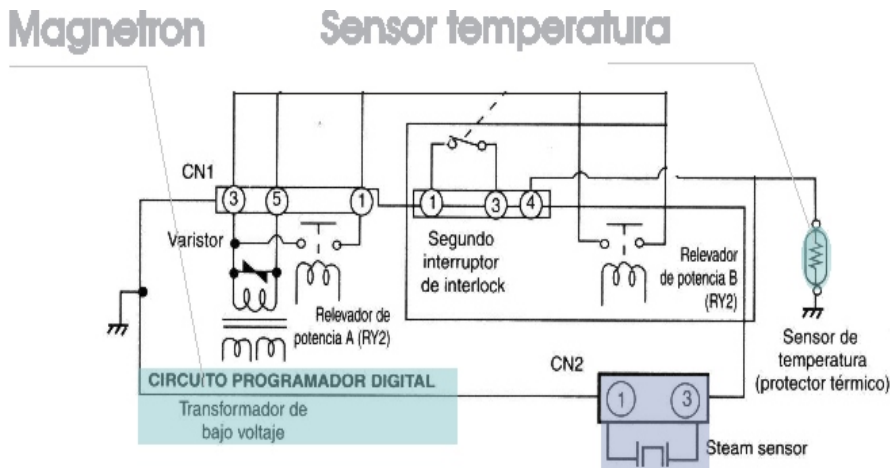 Magnetron
Sensor temperatura
CN1
3
5
1
1
3
4
Varistor
Segundo
interruptor
de interlock
Relevador
de potencia B
(RY2)
Relevador de
potencia A (RY2)
Sensor de
temperatura
(protector térmico)
CN2
CIRCUITO PROGRAMADOR DIGITAL
Transformador de
bajo voltaje
1
3
Steam sensor